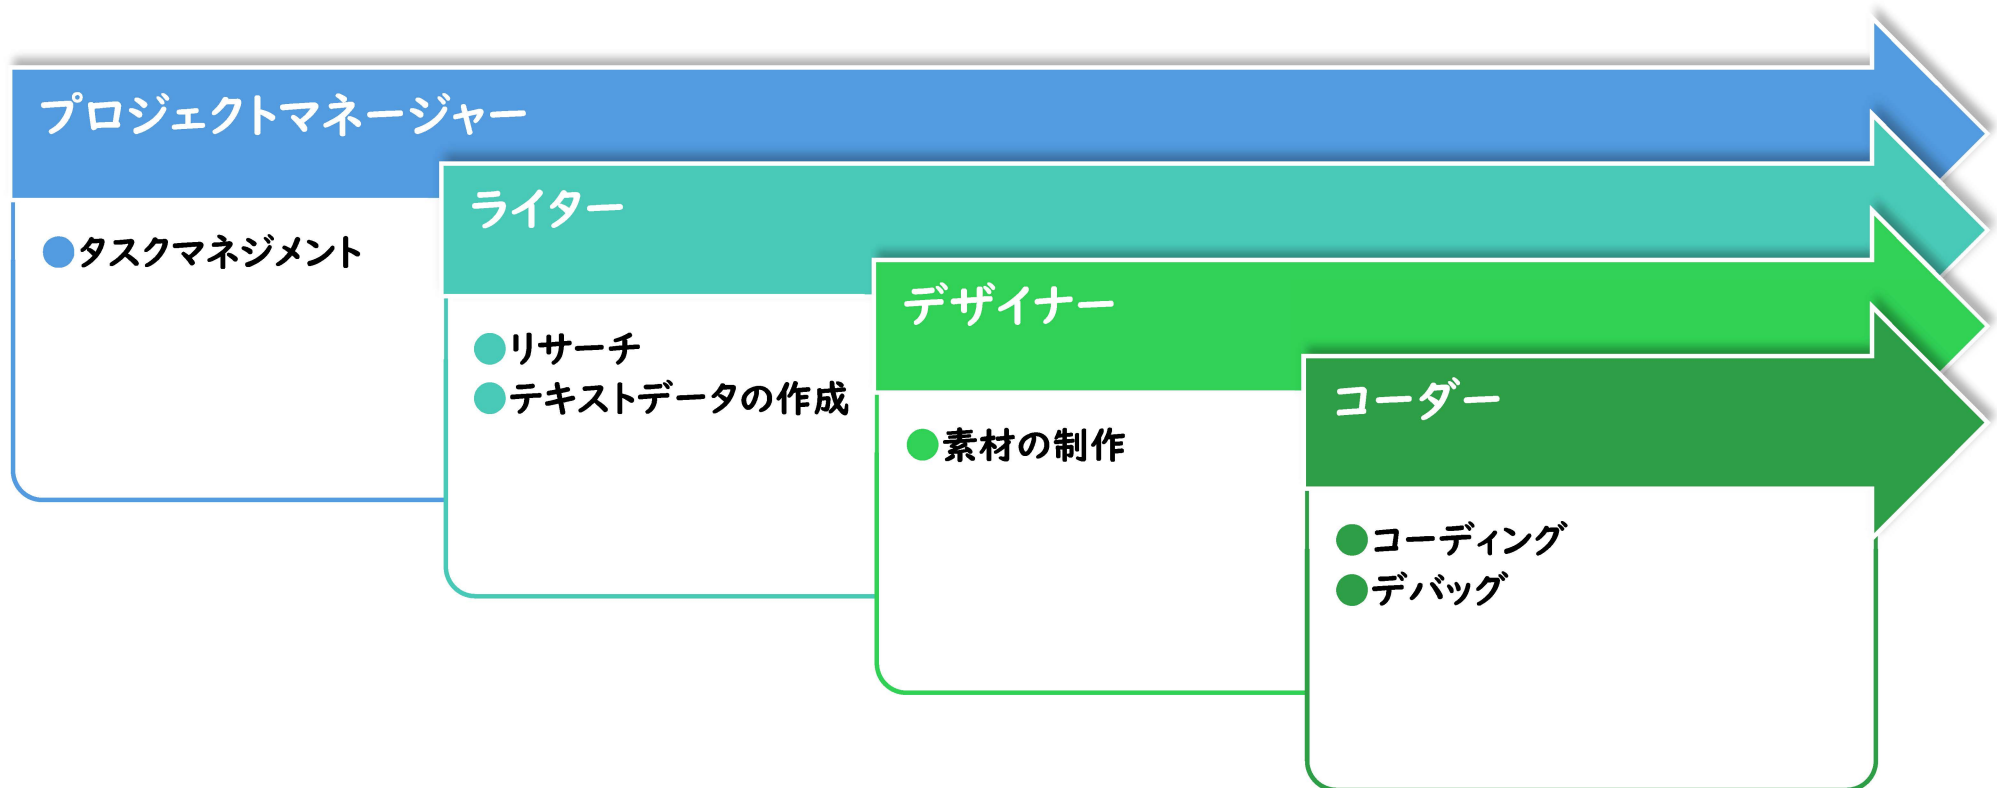 プロジェクトマネージャー
●タスクマネジメント
ライター
●リサーチ
●テキストデータの作成
デザイナー
●素材の制作
コーダー
●コーディング
●デバッグ